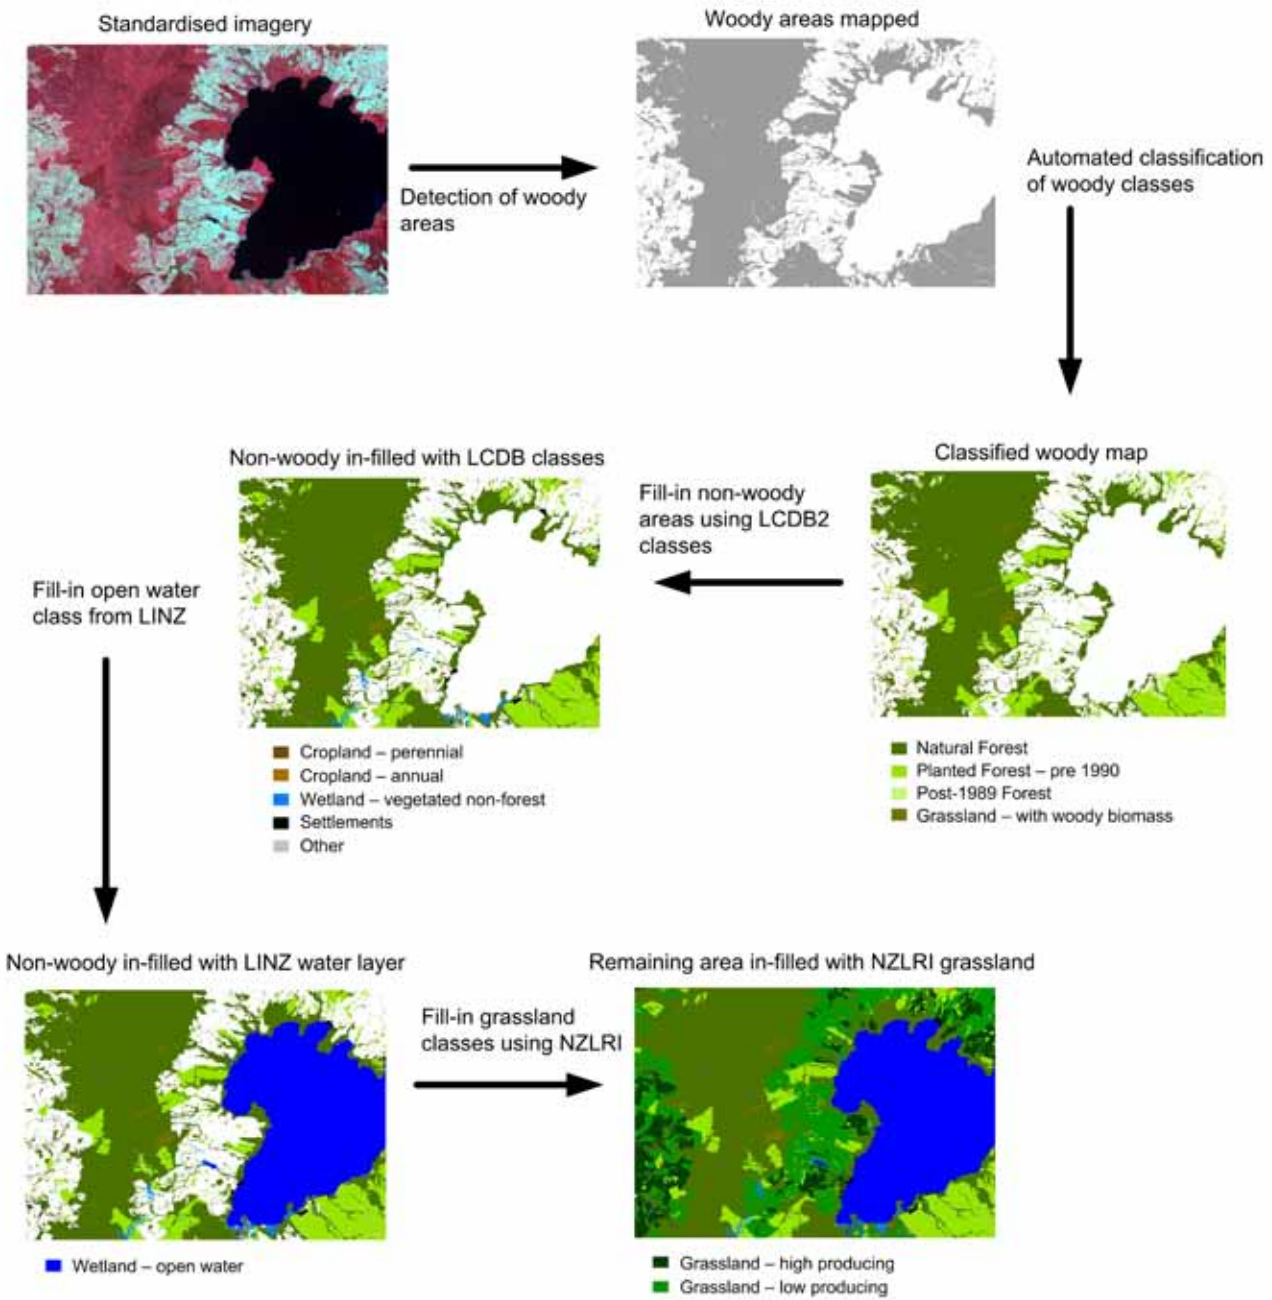 Standardised imagery
Woody areas mapped
Detection of woody
areas
Automated classification
of woody classes
Classified woody map
Natural Forest
Planted Forest – pre 1990
Post-1989 Forest
Grassland – with woody biomass
Fill-in non-woody
areas using LCDB2
classes
Non-woody in-filled with LCDB classes
Cropland – perennial
Cropland – annual
Wetland – vegetated non-forest
Settlements
Other
Fill-in open water
class from LINZ
Non-woody in-filled with LINZ water layer
Wetland – open water
Fill-in grassland
classes using NZLRI
Remaining area in-filled with NZLRI grassland
Grassland – high producing
Grassland – low producing